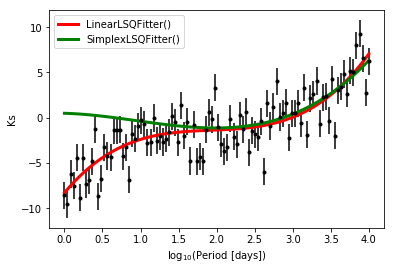 LinearLSQFitter()
SimplexLSQFitter()
10
5
0
−5
−10
Ks
0.0 0.5 1.0 1.5 2.0 2.5 3.0 3.5 4.0
log₁₀(Period [days])